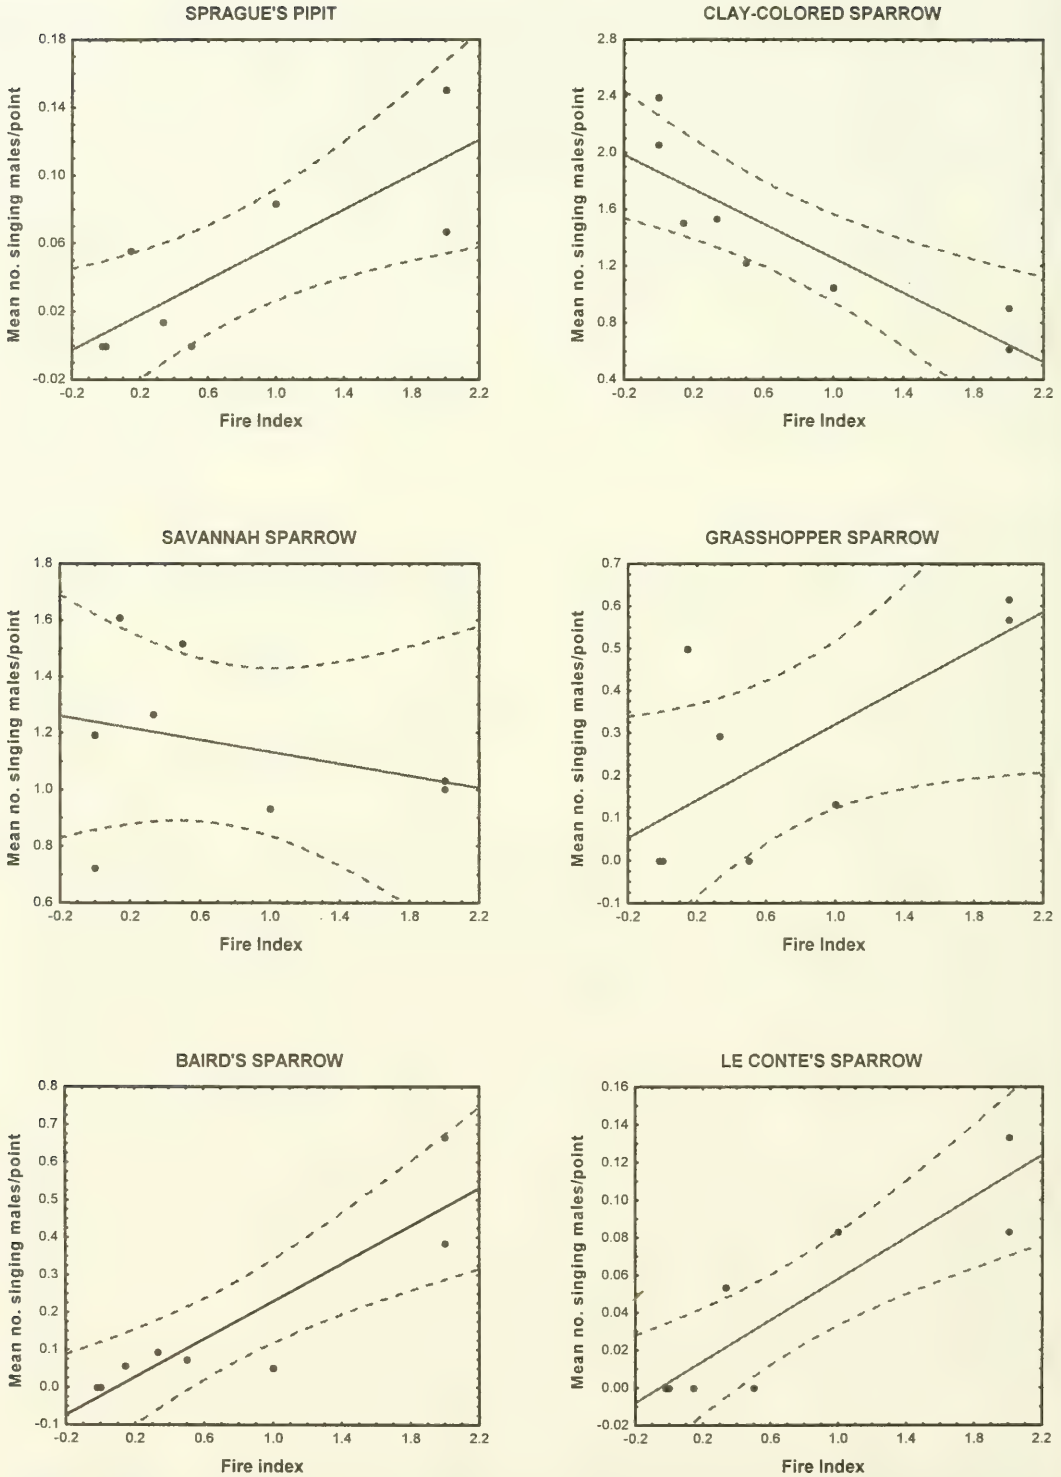 SPRAGUE'S PIPIT
Mean no. singing males/point
0.18
0.14
0.10
0.06
0.02
-0.02
-0.2 0.2 0.6 1.0 1.4 1.8 2.2
Fire Index
CLAY-COLORED SPARROW
Mean no. singing males/point
2.8
2.4
2.0
1.6
1.2
0.8
0.4
-0.2 0.2 0.6 1.0 1.4 1.8 2.2
Fire Index
SAVANNAH SPARROW
Mean no. singing males/point
1.8
1.6
1.4
1.2
1.0
0.8
0.6
-0.2 0.2 0.6 1.0 1.4 1.8 2.2
Fire Index
GRASSHOPPER SPARROW
Mean no. singing males/point
0.7
0.6
0.5
0.4
0.3
0.2
0.1
0.0
-0.1
-0.2 0.2 0.6 1.0 1.4 1.8 2.2
Fire Index
BAIRD'S SPARROW
Mean no. singing males/point
0.8
0.7
0.6
0.5
0.4
0.3
0.2
0.1
0.0
-0.1
-0.2 0.2 0.6 1.0 1.4 1.8 2.2
Fire index
LE CONTE'S SPARROW
Mean no. singing males/point
0.16
0.14
0.12
0.10
0.08
0.06
0.04
0.02
0.00
-0.02
-0.2 0.2 0.6 1.0 1.4 1.8 2.2
Fire Index